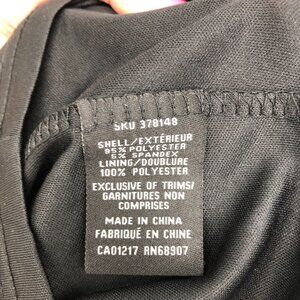 SKU 378148
SHELL/EXTÉRIEUR
95% POLYESTER
5% SPANDEX
LINING/DOUBLURE
100% POLYESTER
EXCLUSIVE OF TRIMS/
GARNITURES NON
COMPRISES
MADE IN CHINA
FABRIQUÉ EN CHINE
CA01217 RN68907